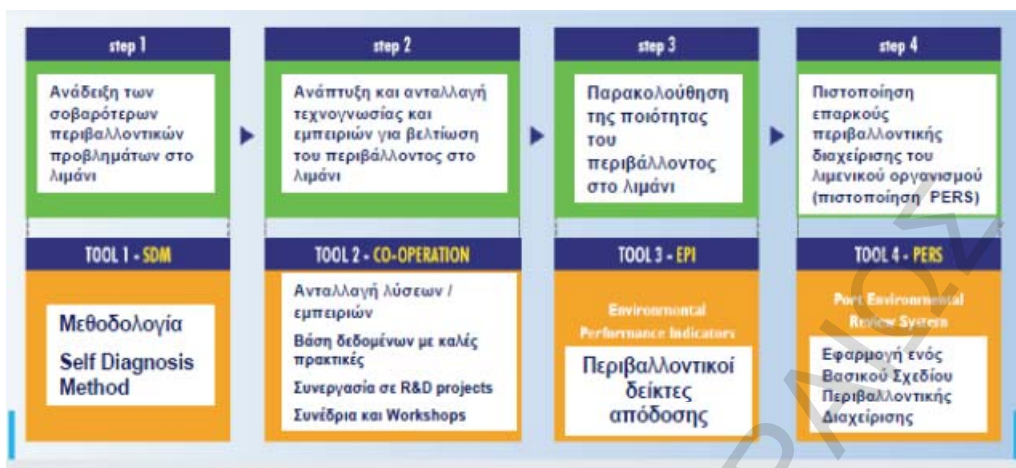 step 1
Ανάδειξη των
σοβαρότερων
περιβαλλοντικών
προβλημάτων στο
λιμάνι
step 2
Ανάπτυξη και ανταλλαγή
τεχνογνωσίας και
εμπειριών για βελτίωση
του περιβάλλοντος στο
λιμάνι
step 3
Παρακολούθηση
της ποιότητας
του
περιβάλλοντος
στο λιμάνι
step 4
Πιστοποίηση
επαρκούς
περιβαλλοντικής
διαχείρισης του
λιμενικού οργανισμού
(πιστοποίηση PERS)
TOOL 1 - SDM
Μεθοδολογία
Self Diagnosis
Method
TOOL 2 - CO-OPERATION
Ανταλλαγή λύσεων /
εμπειριών
Βάση δεδομένων με καλές
πρακτικές
Συνεργασία σε R&D projects
Συνέδρια και Workshops
TOOL 3 - EPI
Environmental
Performance Indicators
Περιβαλλοντικοί
δείκτες
απόδοσης
TOOL 4 - PERS
Port Environmental
Review System
Εφαρμογή ενός
Βασικού Σχεδίου
Περιβαλλοντικής
Διαχείρισης